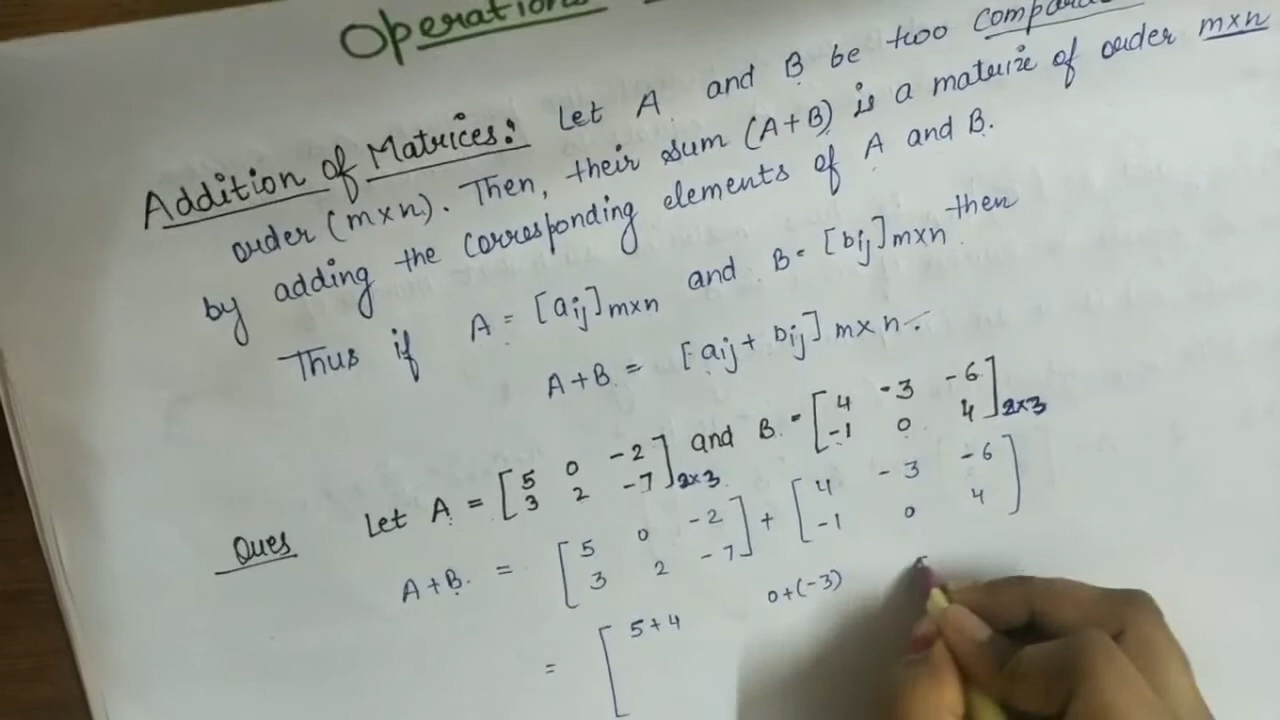 Operations
Addition of Matrices: Let A and B be two
order (m×n). Then, their sum (A+B) is a matrix of order m×n
by adding the corresponding elements of A and B.
Thus if A = [aij]m×n and B = [bij]m×n then
A+B = [aij + bij] m×n.
Ques Let A = [5 0 -2
3 2 -7]2×3 and B = [4 -3 -6
-1 0 4]2×3
A+B = [5 0 -2
3 2 -7] + [4 -3 -6
-1 0 4]
= [5+4 0+(-3)